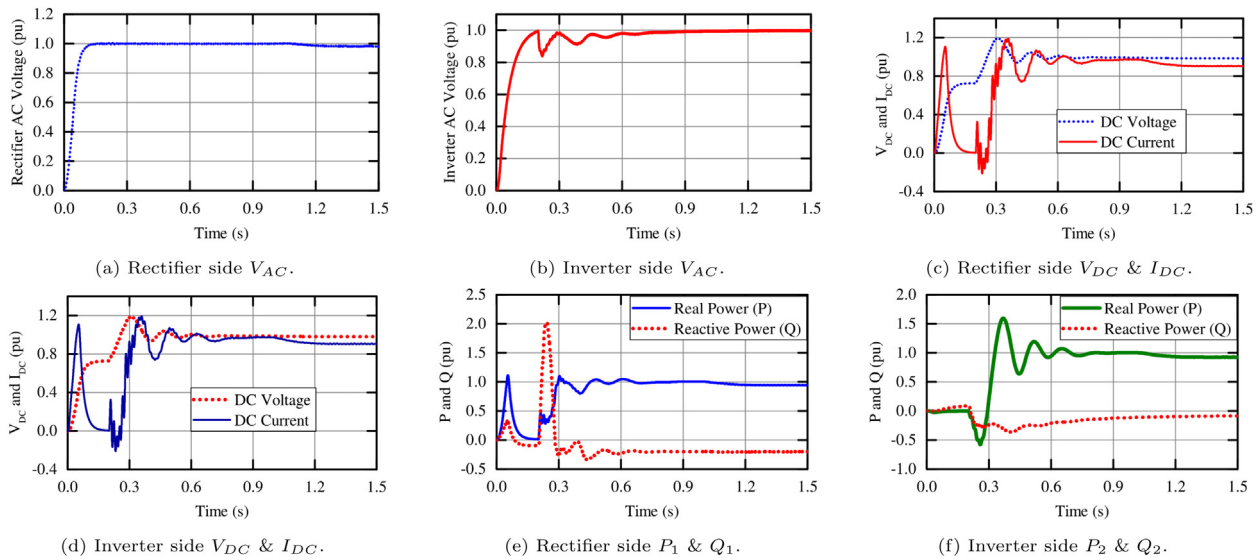 Rectifier AC Voltage (pu)
1.2
1.0
0.8
0.6
0.4
0.2
0.0
0.0 0.3 0.6 0.9 1.2 1.5
Time (s)
(a) Rectifier side V_AC.
Inverter AC Voltage (pu)
1.2
1.0
0.8
0.6
0.4
0.2
0.0
0.0 0.3 0.6 0.9 1.2 1.5
Time (s)
(b) Inverter side V_AC.
V_DC and I_DC (pu)
1.2
0.8
0.4
0.0
-0.4
DC Voltage
DC Current
0.0 0.3 0.6 0.9 1.2 1.5
Time (s)
(c) Rectifier side V_DC & I_DC.
V_DC and I_DC (pu)
1.2
0.8
0.4
0.0
-0.4
DC Voltage
DC Current
0.0 0.3 0.6 0.9 1.2 1.5
Time (s)
(d) Inverter side V_DC & I_DC.
P and Q (pu)
2.5
2.0
1.5
1.0
0.5
0.0
-0.5
Real Power (P)
Reactive Power (Q)
0.0 0.3 0.6 0.9 1.2 1.5
Time (s)
(e) Rectifier side P_1 & Q_1.
P and Q (pu)
2.0
1.5
1.0
0.5
0.0
-0.5
-1.0
Real Power (P)
Reactive Power (Q)
0.0 0.3 0.6 0.9 1.2 1.5
Time (s)
(f) Inverter side P_2 & Q_2.